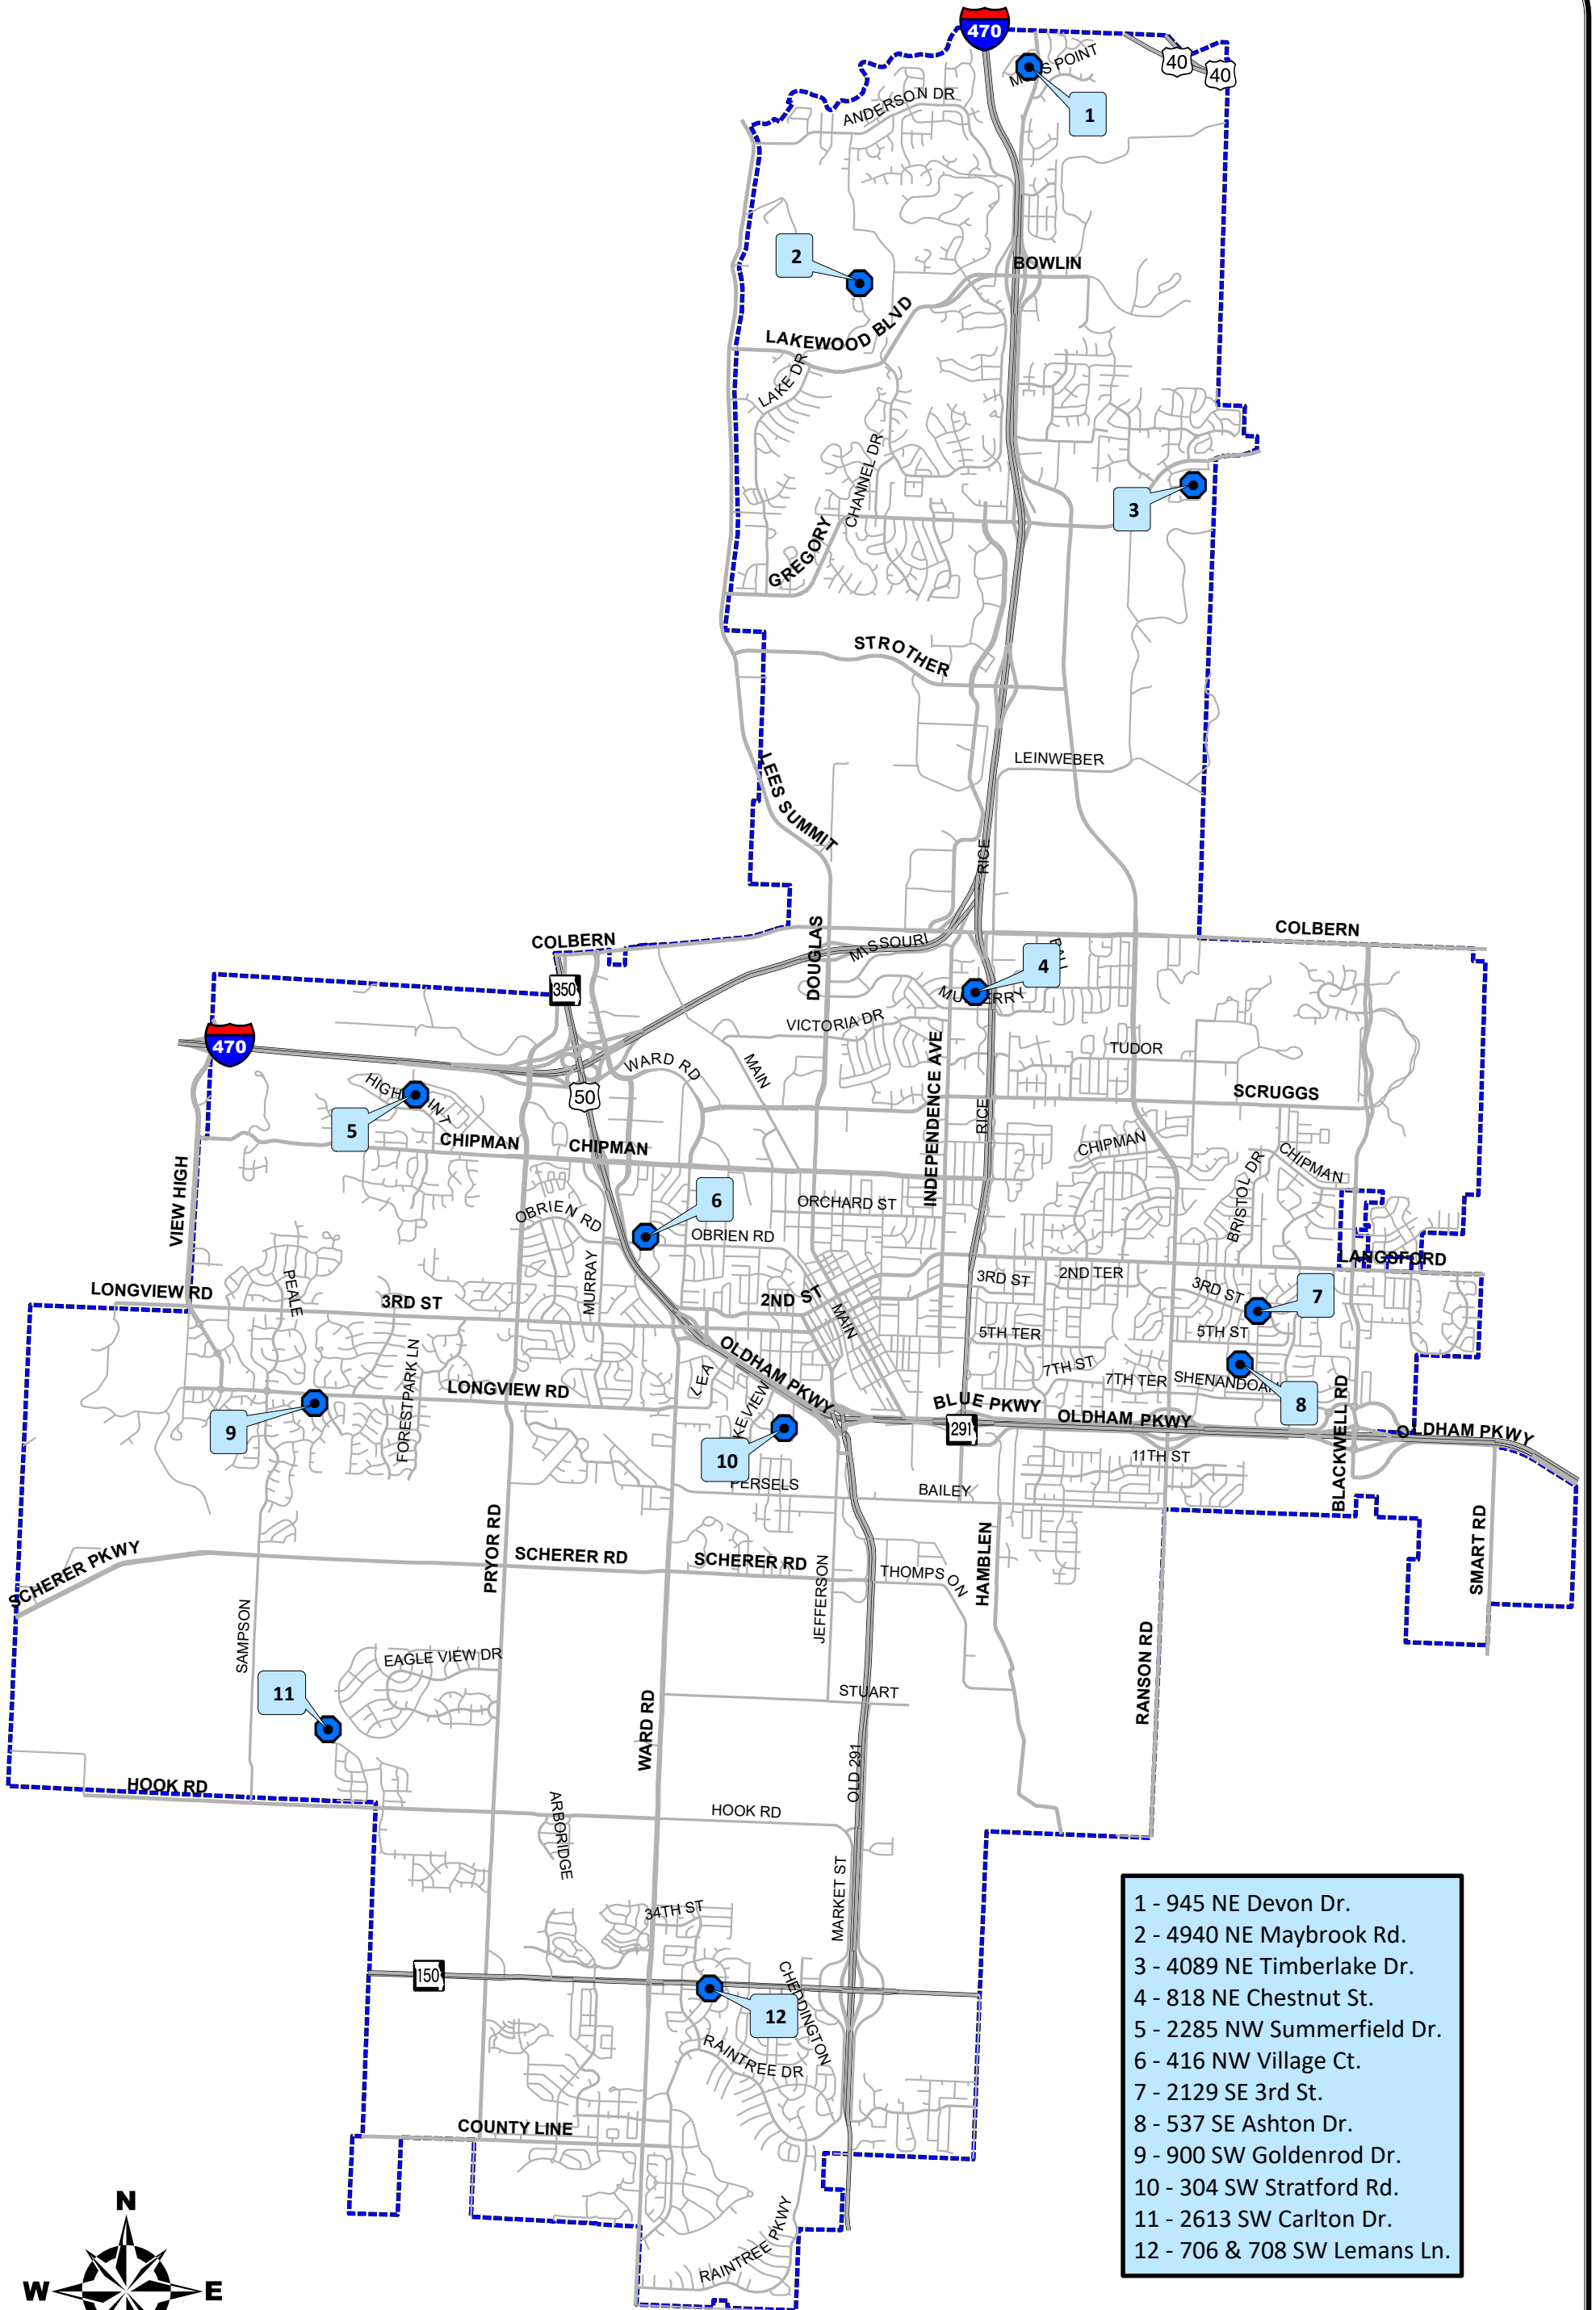 470
40
40
ANDERSON DR
1
2
BOWLIN
LAKEWOOD BLVD
LAKE DR
CHANNEL DR
3
GREGORY
STROTHER
LEINWEBER
LEES SUMMIT
RICE
COLBERN
COLBERN
DOUGLAS
MISSOURI
4
350
VICTORIA DR
INDEPENDENCE AVE
TUDOR
470
WARD RD
MAIN
50
SCRUGGS
5
RICE
CHIPMAN
CHIPMAN
CHIPMAN
CHIPMAN
VIEW HIGH
BRISTOL DR
6
ORCHARD ST
OBRIEN RD
OBRIEN RD
MURRAY
LANGSFORD
PEALE
LONGVIEW RD
3RD ST
2ND ST
MAIN
3RD ST
2ND TER
3RD ST
7
5TH TER
5TH ST
OLDHAM PKWY
FORESTPARK LN
LEA
7TH ST
7TH TER
8
LONGVIEW RD
BLUE PKWY
OLDHAM PKWY
BLACKWELL RD
OLDHAM PKWY
291
9
10
11TH ST
PERSELS
BAILEY
SCHERER PKWY
PRYOR RD
SCHERER RD
SCHERER RD
THOMPSON
HAMBLEN
SMART RD
JEFFERSON
SAMPSON
EAGLE VIEW DR
RANSON RD
11
WARD RD
STUART
OLD 291
HOOK RD
HOOK RD
ARBORIDGE
MARKET ST
34TH ST
150
CHEDDINGTON
12
RAINTREE DR
COUNTY LINE
RAINTREE PKWY
1 - 945 NE Devon Dr.
2 - 4940 NE Maybrook Rd.
3 - 4089 NE Timberlake Dr.
4 - 818 NE Chestnut St.
5 - 2285 NW Summerfield Dr.
6 - 416 NW Village Ct.
7 - 2129 SE 3rd St.
8 - 537 SE Ashton Dr.
9 - 900 SW Goldenrod Dr.
10 - 304 SW Stratford Rd.
11 - 2613 SW Carlton Dr.
12 - 706 & 708 SW Lemans Ln.
N
W
E